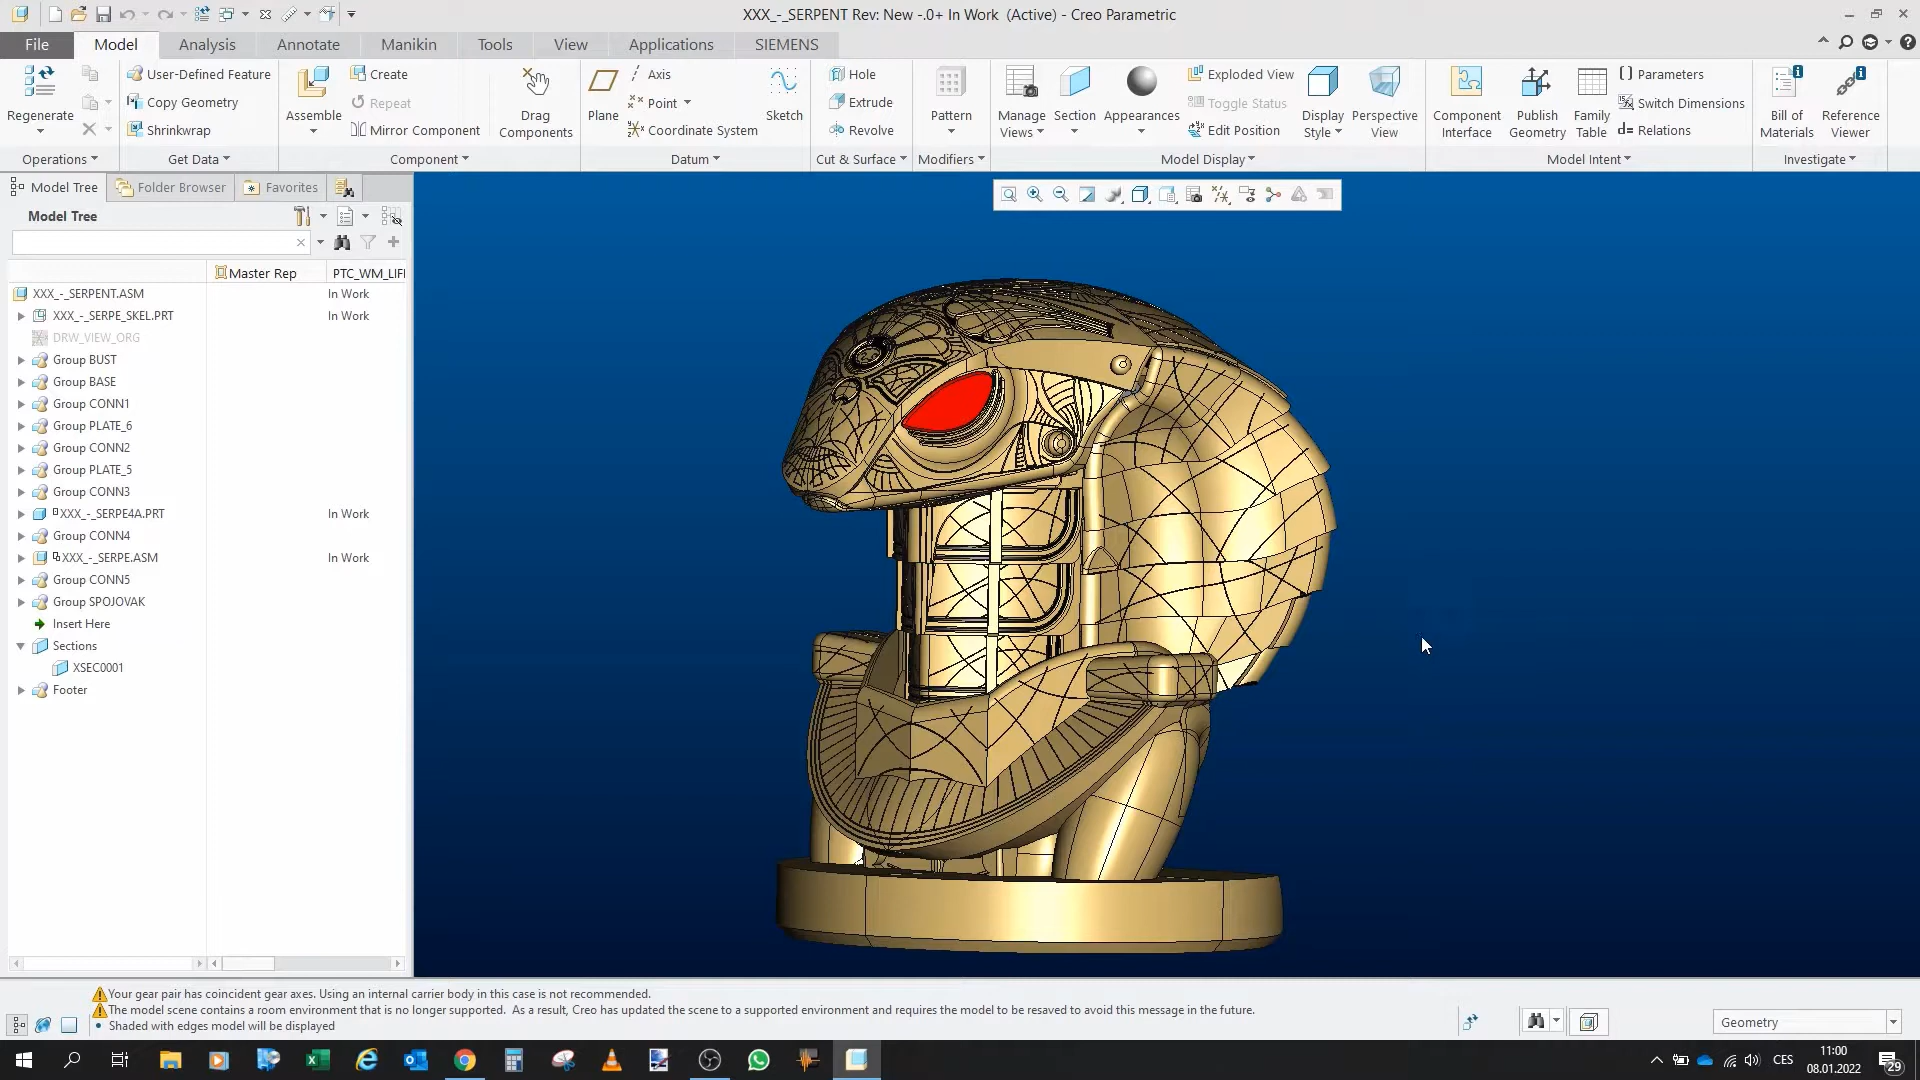 XXX_-_SERPENT Rev: New -.0+ In Work (Active) - Creo Parametric
File Model Analysis Annotate Manikin Tools View Applications SIEMENS
Regenerate
Operations
User-Defined Feature
Copy Geometry
Shrinkwrap
Get Data
Assemble
Create
Repeat
Mirror Component
Component
Drag
Components
Plane
Axis
Point
Coordinate System
Sketch
Datum
Hole
Extrude
Revolve
Cut & Surface
Pattern
Modifiers
Manage
Views
Section
Appearances
Exploded View
Toggle Status
Edit Position
Display
Style
Perspective
View
Model Display
Component
Interface
Publish
Geometry
Family
Table
Parameters
Switch Dimensions
d= Relations
Model Intent
Bill of
Materials
Reference
Viewer
Investigate
Model Tree Folder Browser Favorites
Model Tree
Master Rep PTC_WM_LIFI
XXX_-_SERPENT.ASM In Work
XXX_-_SERPE_SKEL.PRT In Work
DRW_VIEW_ORG
Group BUST
Group BASE
Group CONN1
Group PLATE_6
Group CONN2
Group PLATE_5
Group CONN3
XXX_-_SERPE4A.PRT In Work
Group CONN4
XXX_-_SERPE.ASM In Work
Group CONN5
Group SPOJOVAK
Insert Here
Sections
XSEC0001
Footer
Your gear pair has coincident gear axes. Using an internal carrier body in this case is not recommended.
The model scene contains a room environment that is no longer supported. As a result, Creo has updated the scene to a supported environment and requires the model to be resaved to avoid this message in the future.
• Shaded with edges model will be displayed
Geometry
CES
11:00
08.01.2022
29